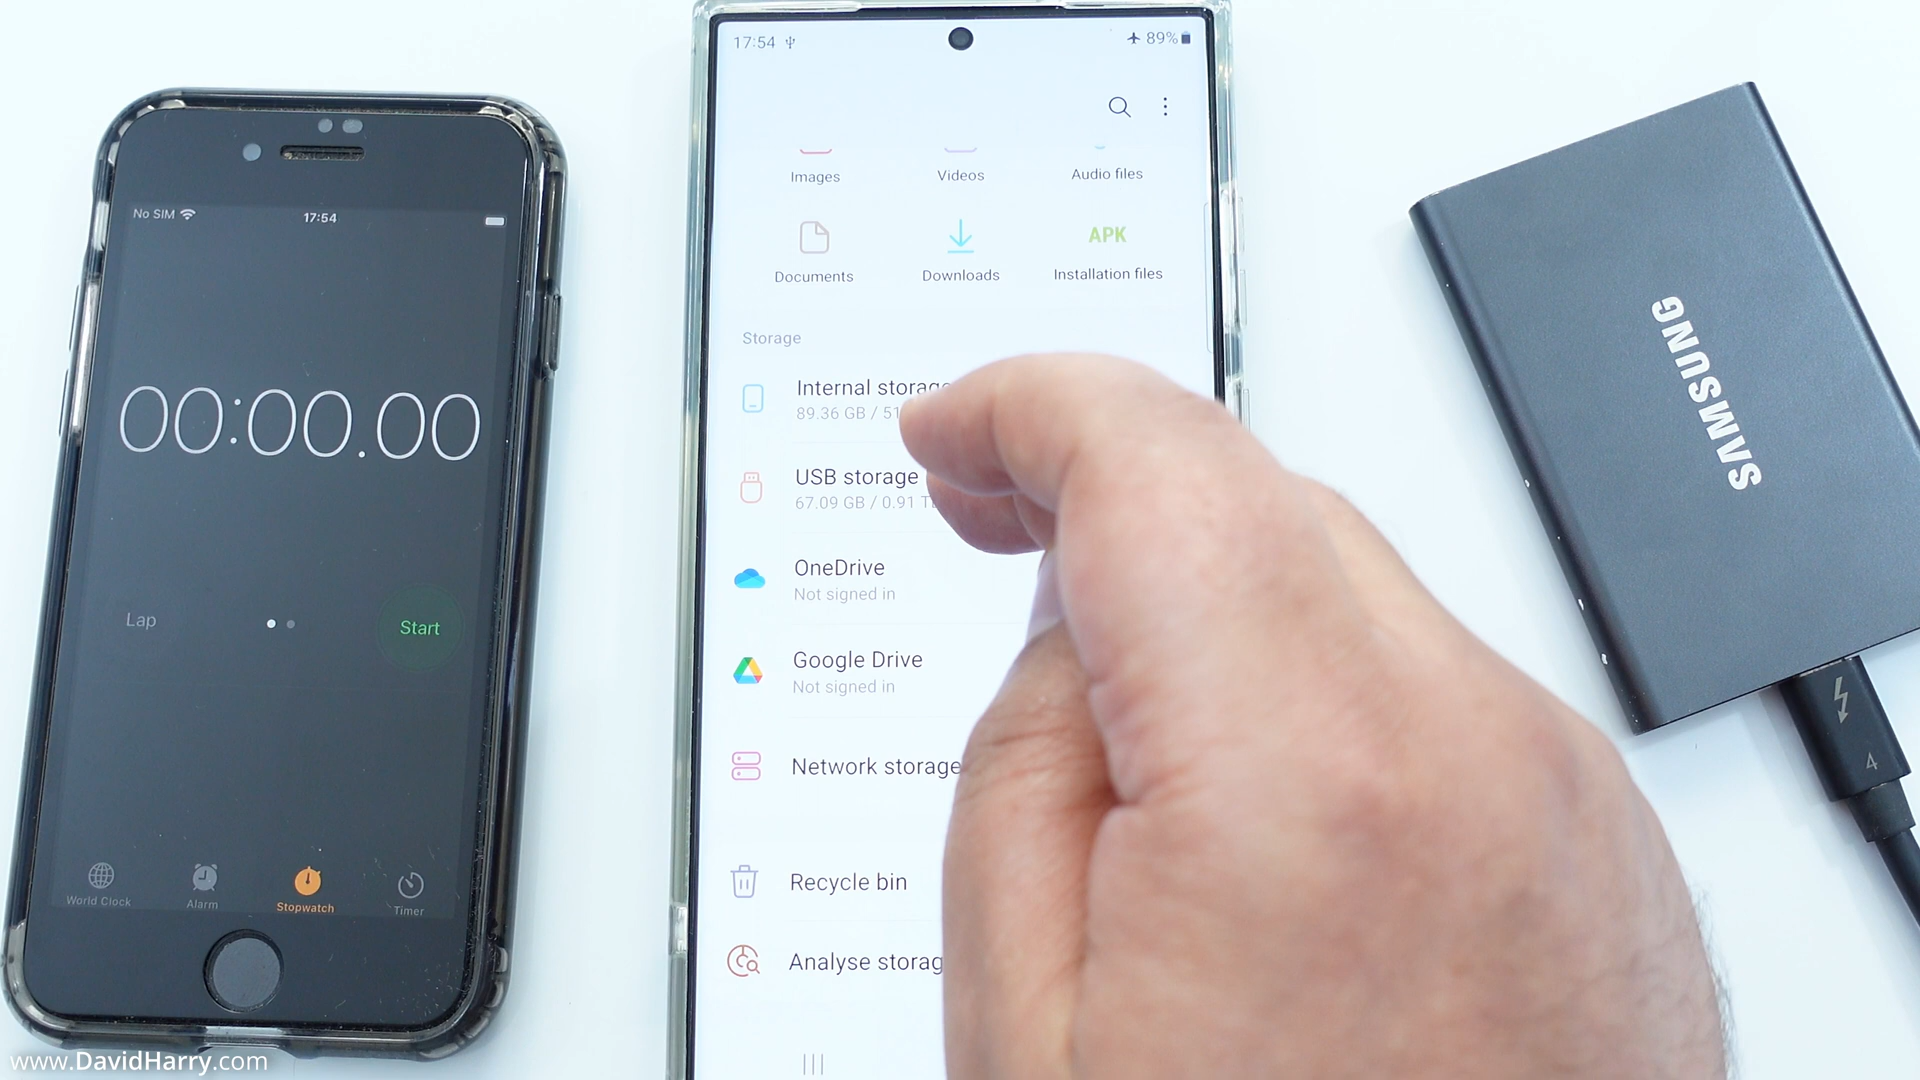 No SIM
17:54
00:00.00
Lap
Start
World Clock
Alarm
Stopwatch
Timer
17:54
89%
Images
Videos
Audio files
Documents
Downloads
APK
Installation files
Storage
Internal storage
89.36 GB / 51
USB storage
67.09 GB / 0.91 T
OneDrive
Not signed in
Google Drive
Not signed in
Network storage
Recycle bin
Analyse storag
SAMSUNG
4
www.DavidHarry.com